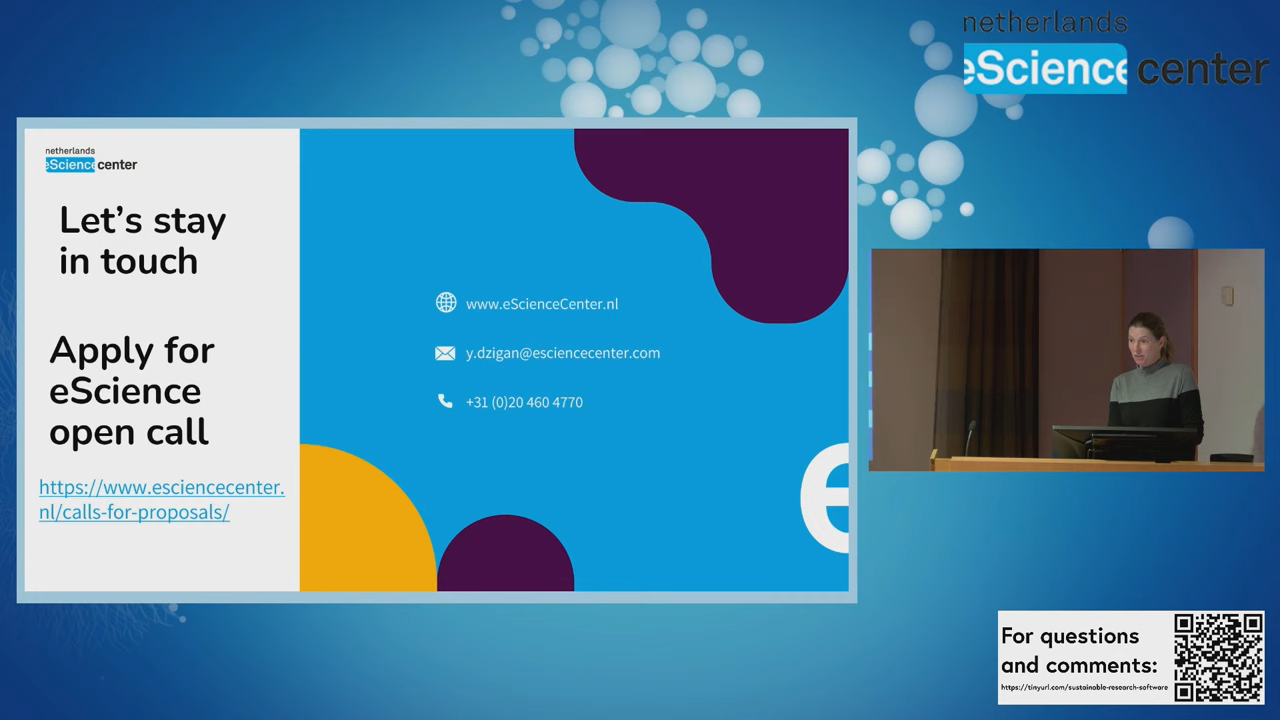 netherlands
eScience center
netherlands
eScience center
Let's stay
in touch
Apply for
eScience
open call
https://www.esciencecenter.
nl/calls-for-proposals/
www.eScienceCenter.nl
y.dzigan@esciencecenter.com
+31 (0)20 460 4770
e
For questions
and comments:
https://tinyurl.com/sustainable-research-software